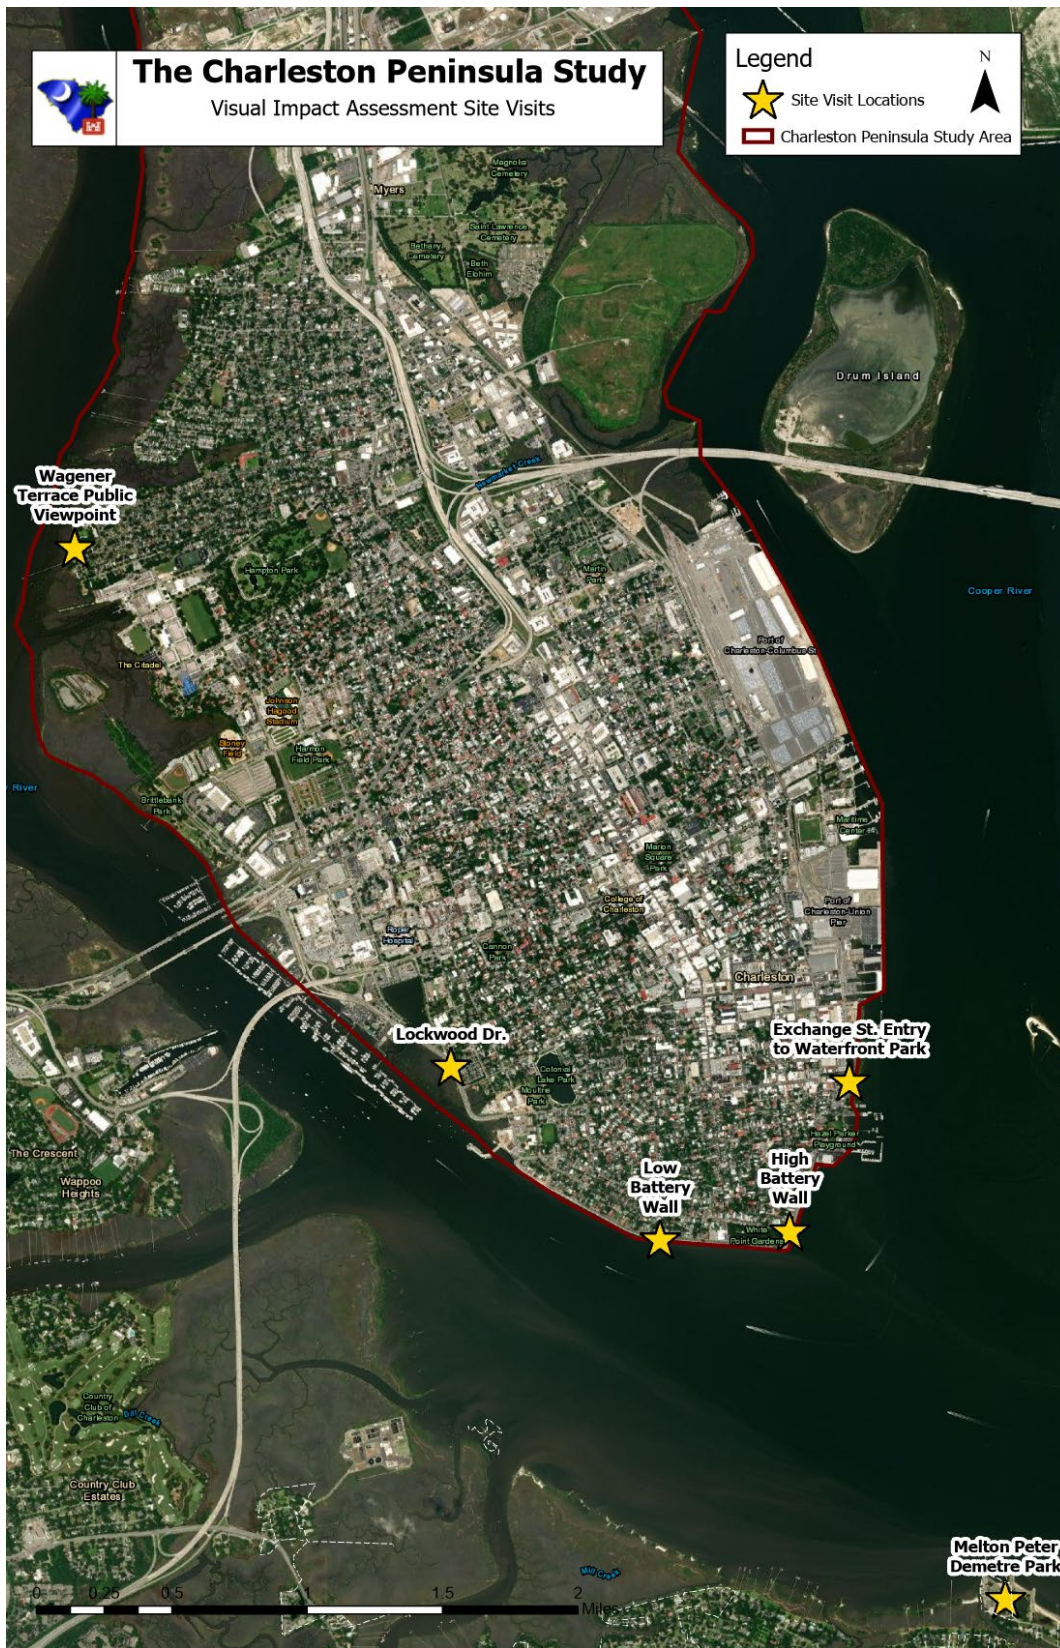 The Charleston Peninsula Study
Visual Impact Assessment Site Visits
Legend
N
Site Visit Locations
Charleston Peninsula Study Area
Magnolia
Cemetery
Myers
Saint Lawrence
Cemetery
Bethany
Cemetery
Beth
Elohim
Drum Island
Newmarket Creek
Wagener
Terrace Public
Viewpoint
Hampton Park
Martin
Park
Cooper River
Port of
Charleston-Columbus St
The Citadel
Johnson
Hagood
Stadium
Stoney
Field
Harmon
Field Park
River
Brittlebank
Park
Maritime
Center
Marion
Square
Park
College of
Charleston
Port of
Charleston-Union
Pier
Roper
Hospital
Cannon
Park
Charleston
Lockwood Dr.
Exchange St. Entry
to Waterfront Park
Colonial
Lake Park
Moultrie
Park
Hazel Parker
Playground
The Crescent
Wappoo
Heights
Low
Battery
Wall
High
Battery
Wall
White
Point Gardens
Country
Club of
Charleston
Dill Creek
Country Club
Estates
Melton Peter
Demetre Park
Mill Creek
0 0.25 0.5 1 1.5 2
Miles